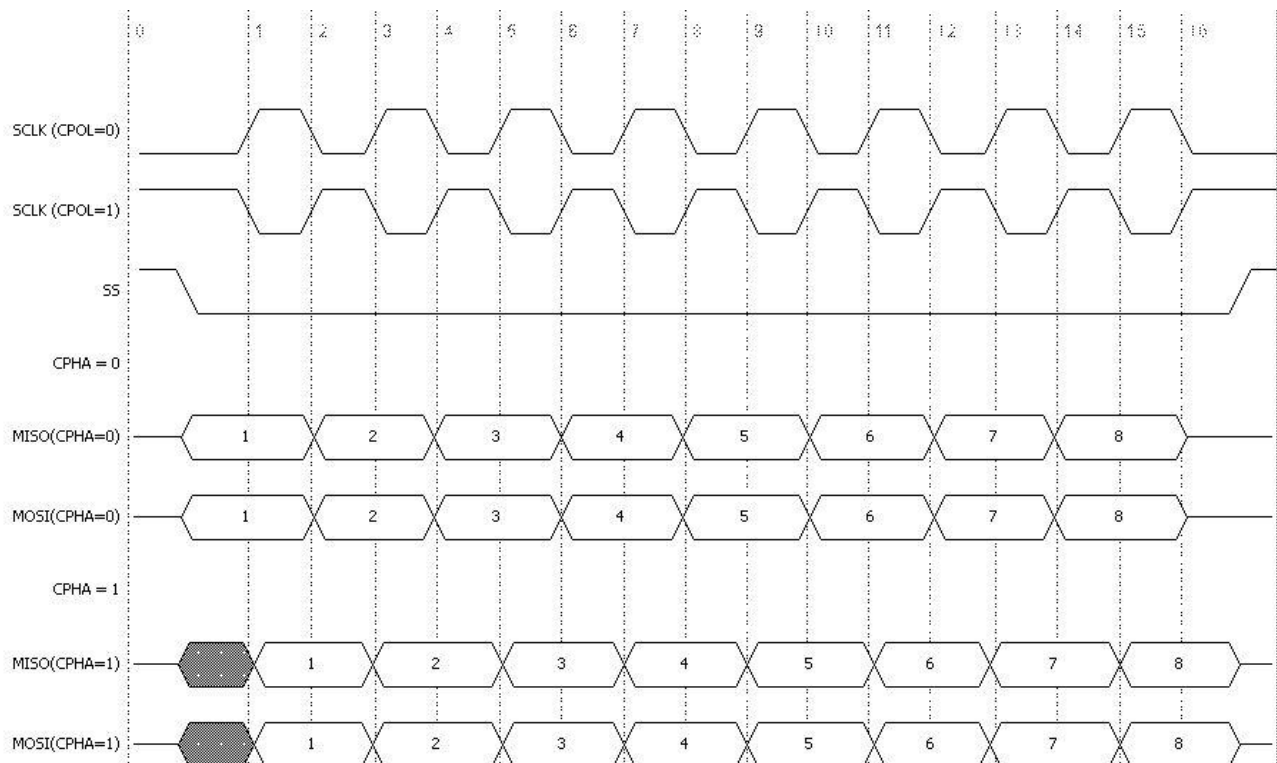 0 1 2 3 4 5 6 7 8 9 10 11 12 13 14 15 16
SCLK (CPOL=0)
SCLK (CPOL=1)
SS
CPHA = 0
MISO(CPHA=0) 1 2 3 4 5 6 7 8
MOSI(CPHA=0) 1 2 3 4 5 6 7 8
CPHA = 1
MISO(CPHA=1) 1 2 3 4 5 6 7 8
MOSI(CPHA=1) 1 2 3 4 5 6 7 8